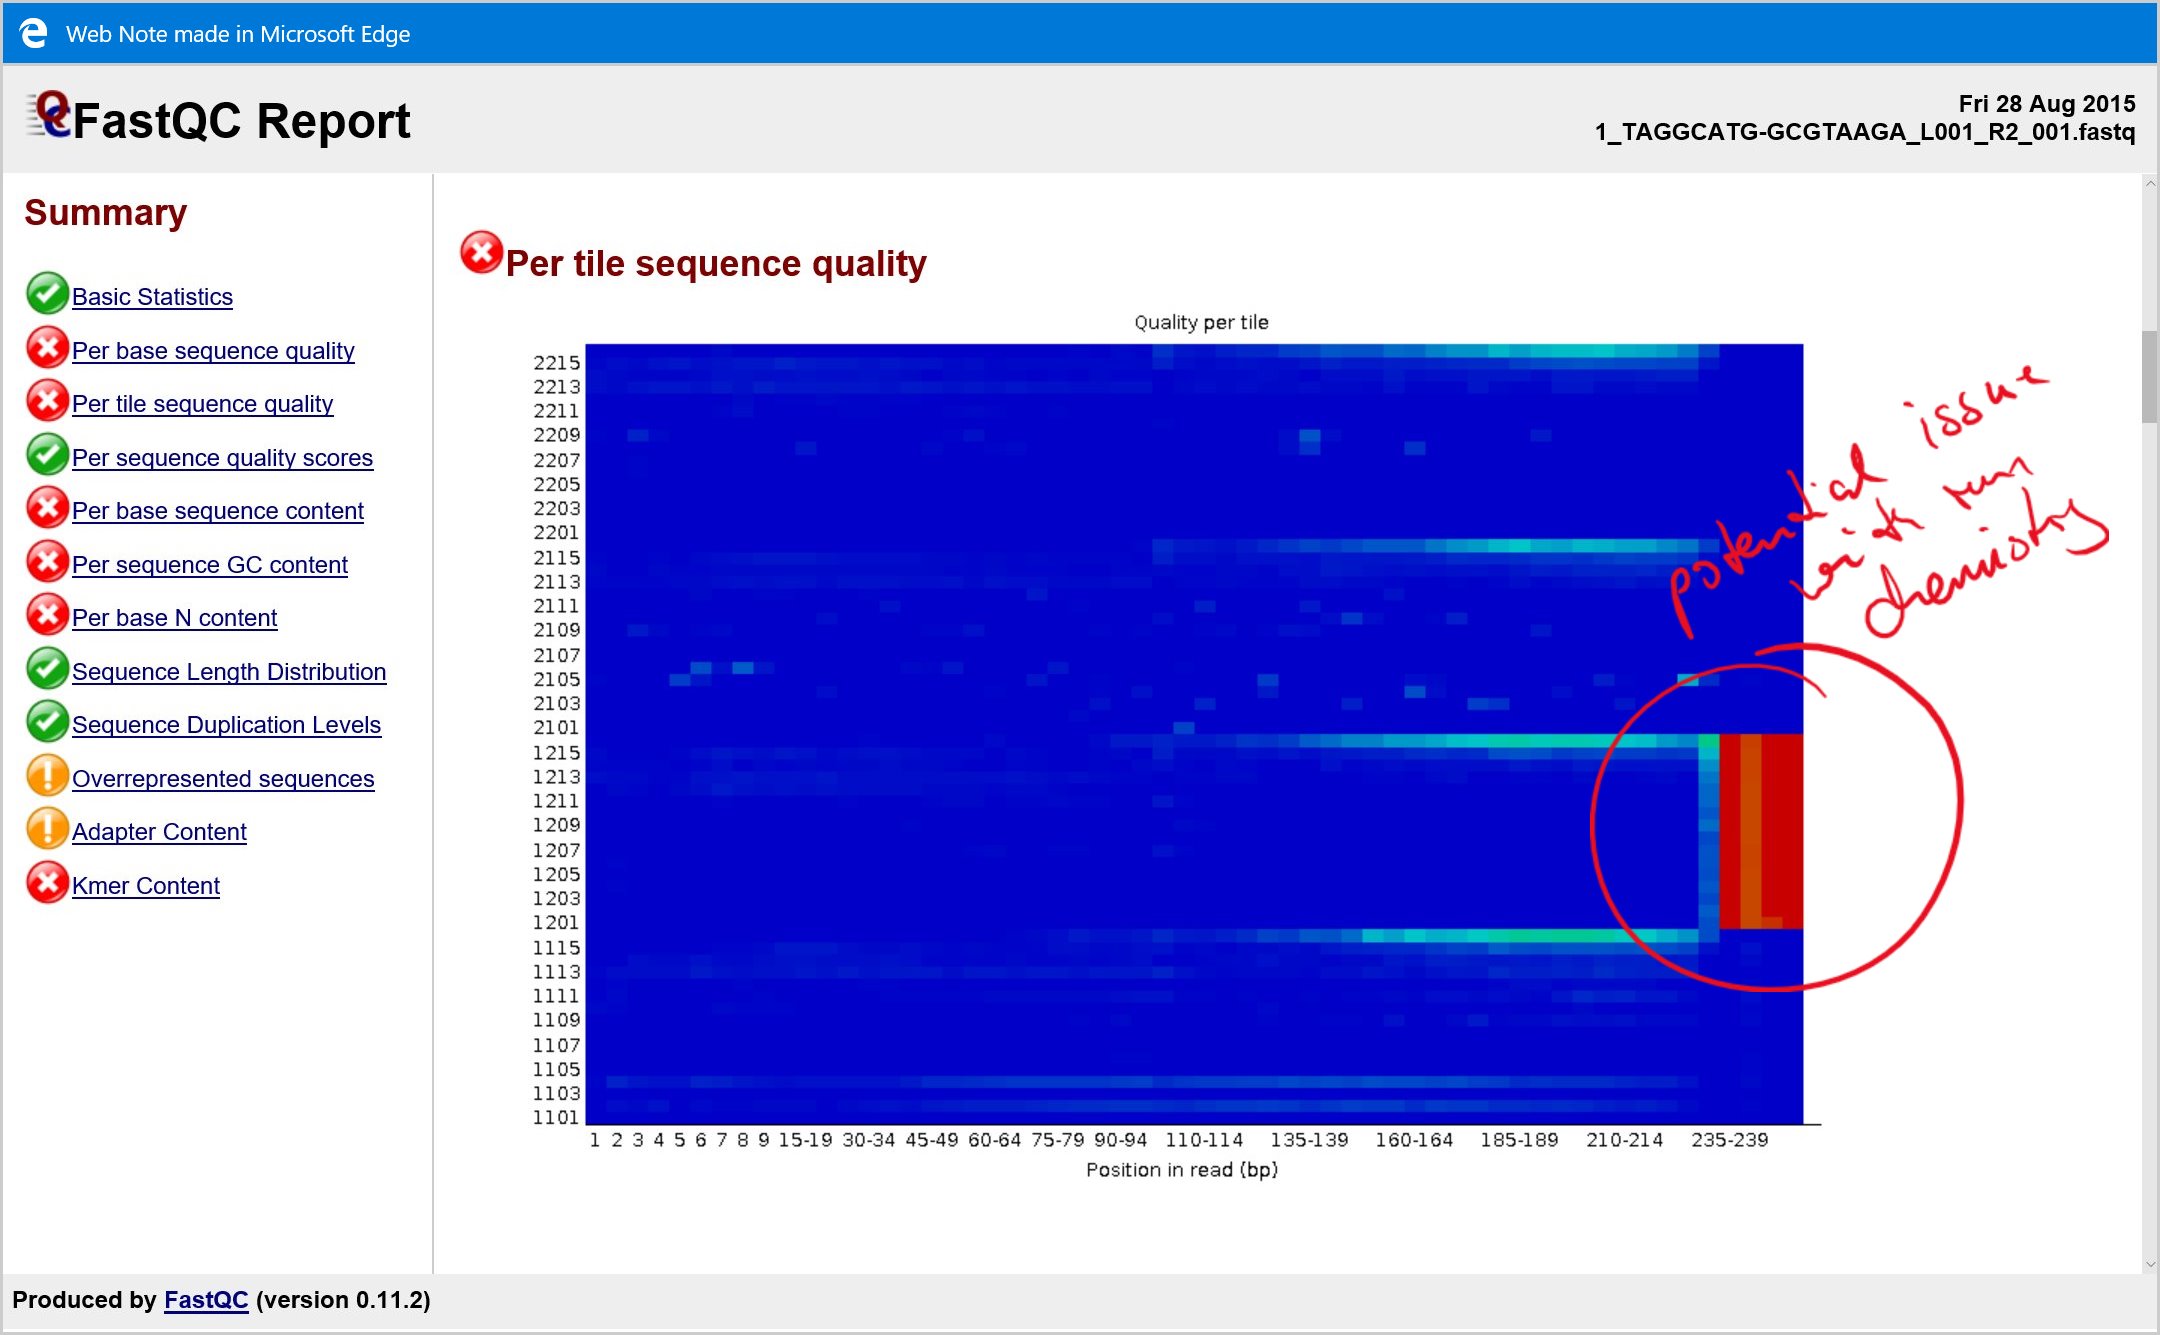 Web Note made in Microsoft Edge
FastQC Report
Fri 28 Aug 2015
1_TAGGCATG-GCGTAAGA_L001_R2_001.fastq
Summary
Basic Statistics
Per base sequence quality
Per tile sequence quality
Per sequence quality scores
Per base sequence content
Per sequence GC content
Per base N content
Sequence Length Distribution
Sequence Duplication Levels
Overrepresented sequences
Adapter Content
Kmer Content
Per tile sequence quality
Quality per tile
2215
2213
2211
2209
2207
2205
2203
2201
2115
2113
2111
2109
2107
2105
2103
2101
1215
1213
1211
1209
1207
1205
1203
1201
1115
1113
1111
1109
1107
1105
1103
1101
1 2 3 4 5 6 7 8 9 15-19 30-34 45-49 60-64 75-79 90-94 110-114 135-139 160-164 185-189 210-214 235-239
Position in read (bp)
potential issue
with run
chemistry
Produced by FastQC (version 0.11.2)